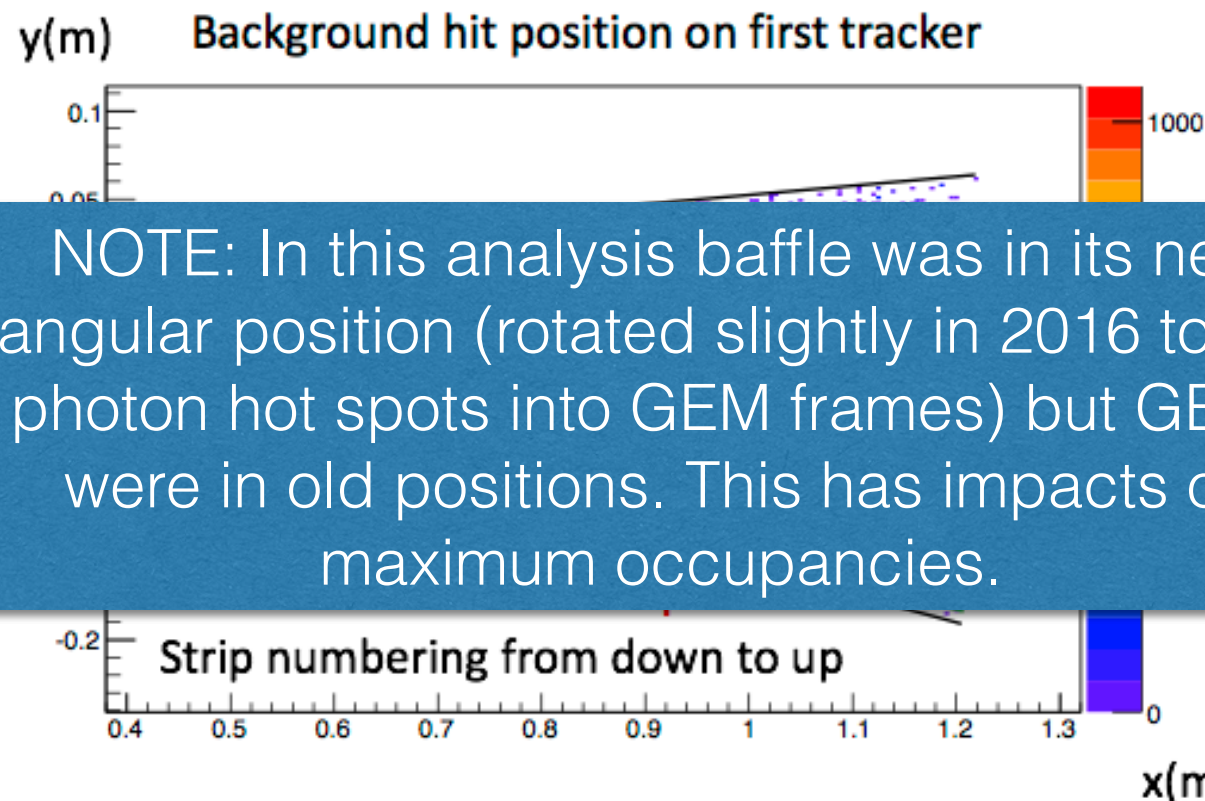 y(m) Background hit position on first tracker
0.1
1000
0.05
NOTE: In this analysis baffle was in its
angular position (rotated slightly in 2016 to
photon hot spots into GEM frames) but
were in old positions. This has impacts
maximum occupancies.
-0.2
Strip numbering from down to up
0
0.4 0.5 0.6 0.7 0.8 0.9 1 1.1 1.2 1.3